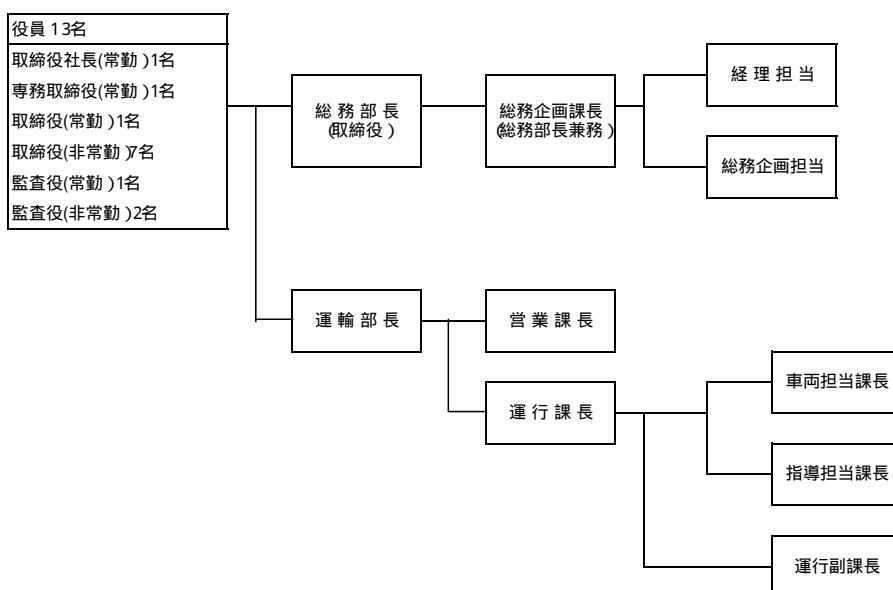 役員 13名
取締役社長(常勤)1名
専務取締役(常勤)1名
取締役(常勤)1名
取締役(非常勤)7名
監査役(常勤)1名
監査役(非常勤)2名
総務部長
(取締役)
総務企画課長
(総務部長兼務)
経理担当
総務企画担当
運輸部長
営業課長
運行課長
車両担当課長
指導担当課長
運行副課長